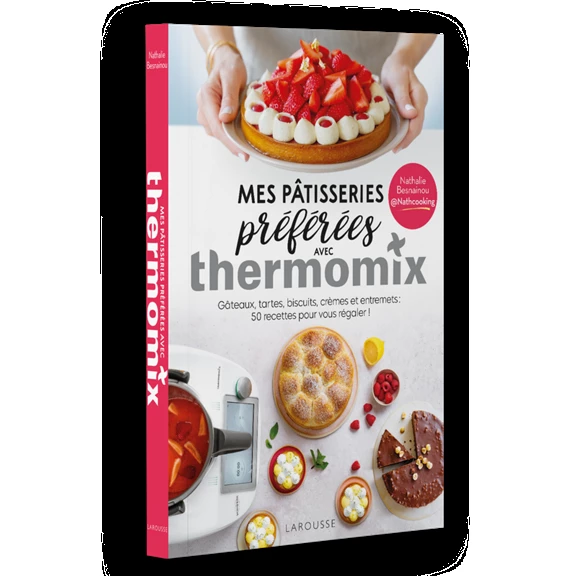 Nathalie
Besnainou
MES PÂTISSERIES PRÉFÉRÉES AVEC
thermomix
LAROUSSE
MES PÂTISSERIES
préférées
AVEC
thermomix
Nathalie
Besnainou
@Nathcooking
Gâteaux, tartes, biscuits, crèmes et entremets :
50 recettes pour vous régaler !
LAROUSSE